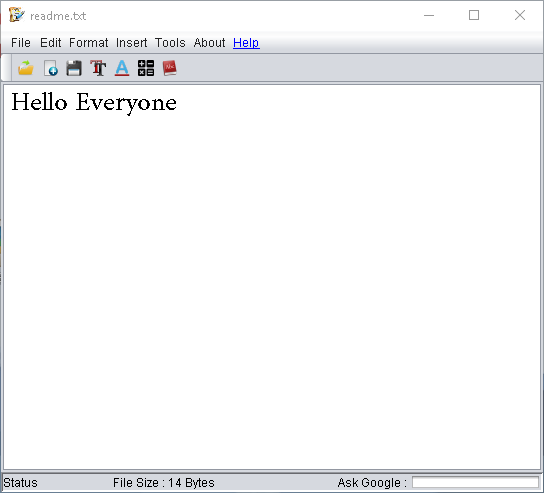 readme.txt
File Edit Format Insert Tools About Help
Hello Everyone
Status File Size : 14 Bytes Ask Google :